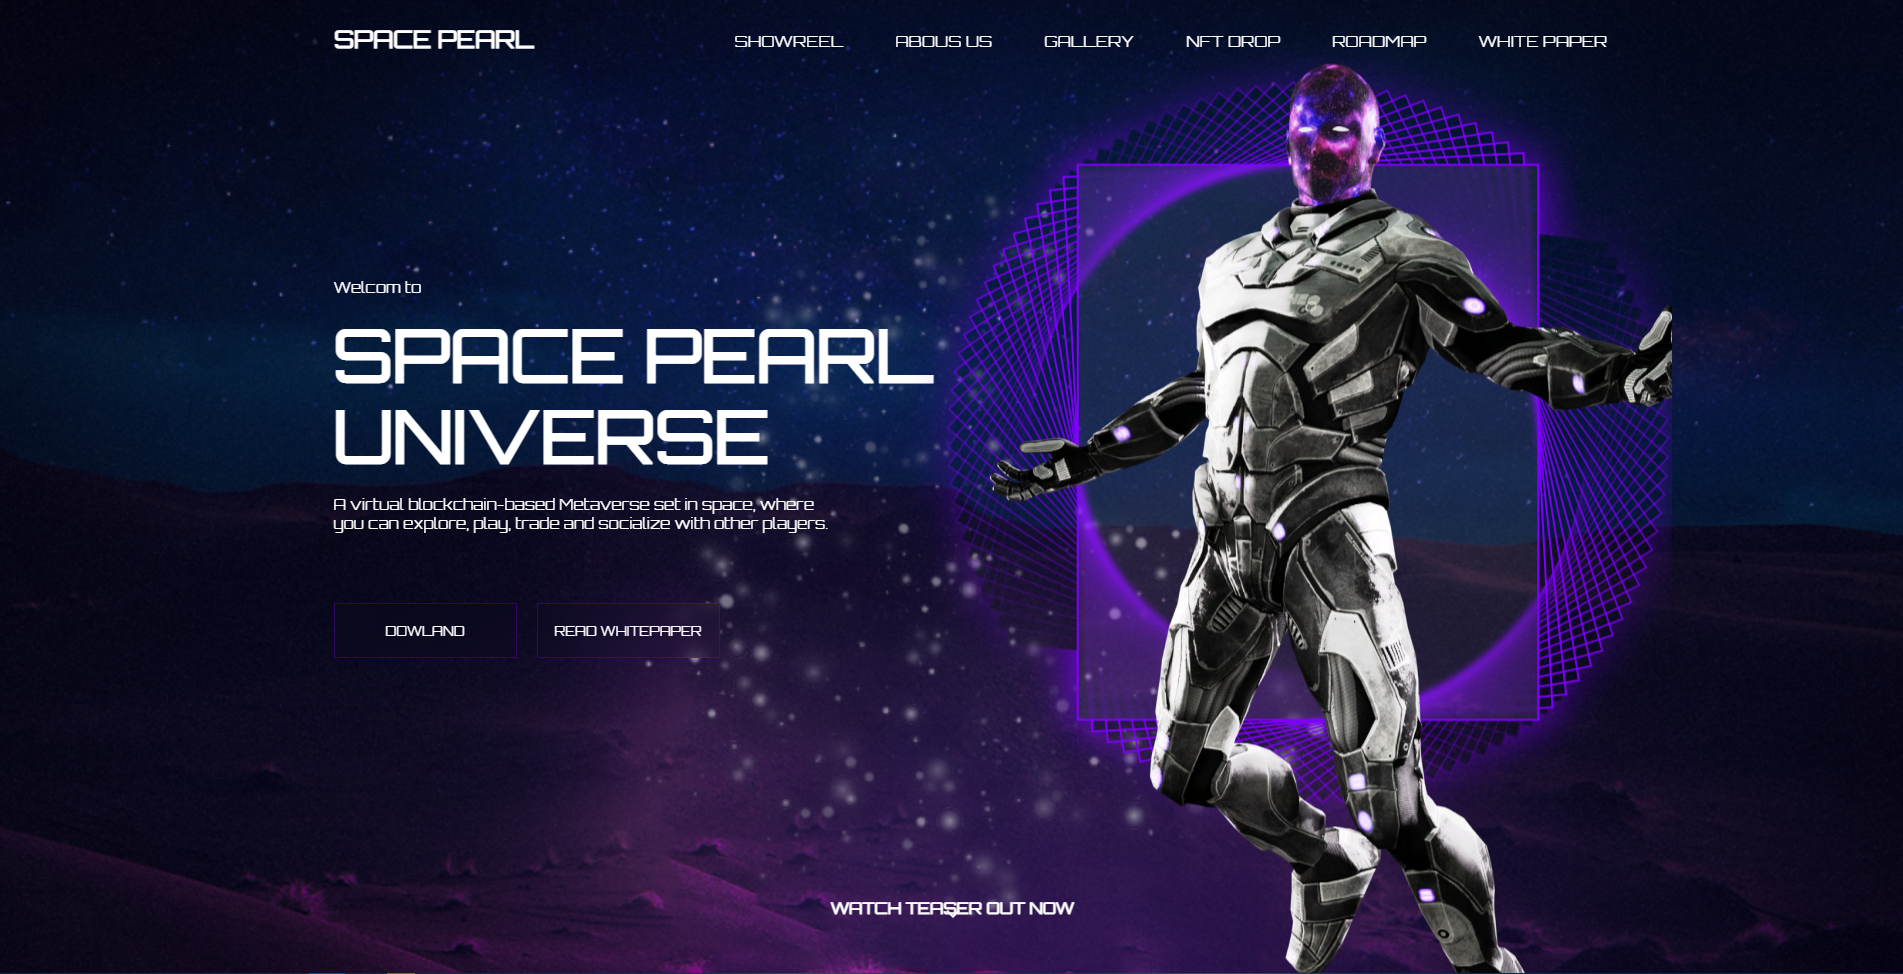 SPACE PEARL
SHOWREEL
ABOUS US
GALLERY
NFT DROP
ROADMAP
WHITE PAPER
Welcom to
SPACE PEARL
UNIVERSE
A virtual blockchain-based Metaverse set in space, where
you can explore, play, trade and socialize with other players.
DOWLAND
READ WHITEPAPER
WATCH TEASER OUT NOW